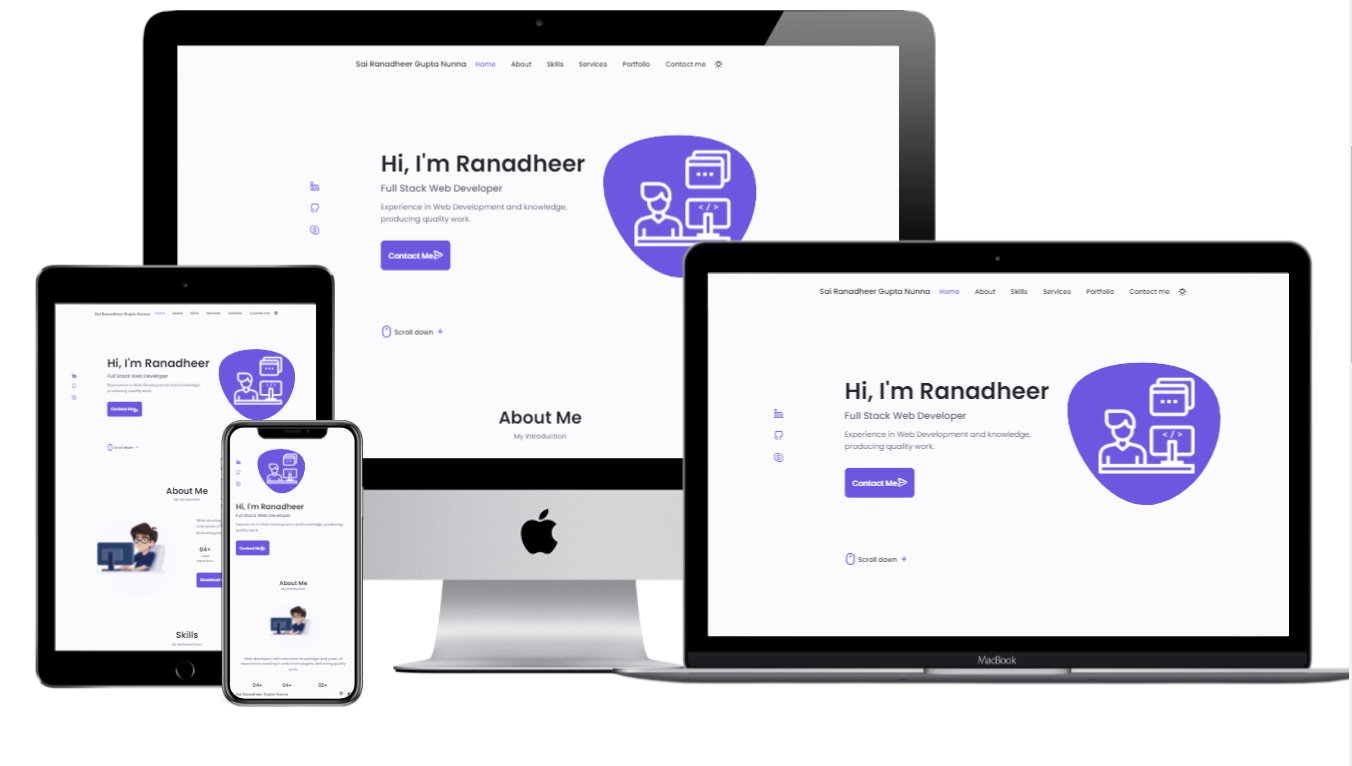 Sai Ranadheer Gupta Nunna Home About Skills Services Portfolio Contact me
Hi, I'm Ranadheer
Full Stack Web Developer
Experience in Web Development and knowledge,
producing quality work.
Contact Me
Scroll down
About Me
My Introduction
Sai Ranadheer Gupta Nunna Home About Skills Services Portfolio Contact me
Hi, I'm Ranadheer
Full Stack Web Developer
Experience in Web Development and knowledge,
producing quality work.
Contact Me
Scroll down
MacBook
Sai Ranadheer Gupta Nunna Home About Skills Services Portfolio Contact me
Hi, I'm Ranadheer
Full Stack Web Developer
Experience in Web Development and knowledge,
producing quality work.
Contact Me
Scroll down
About Me
My Introduction
04+
Skills
Hi, I'm Ranadheer
Full Stack Web Developer
Experience in Web Development and knowledge, producing
quality work.
Contact Me
About Me
My Introduction
04+ 04+ 02+
Sai Ranadheer Gupta Nunna